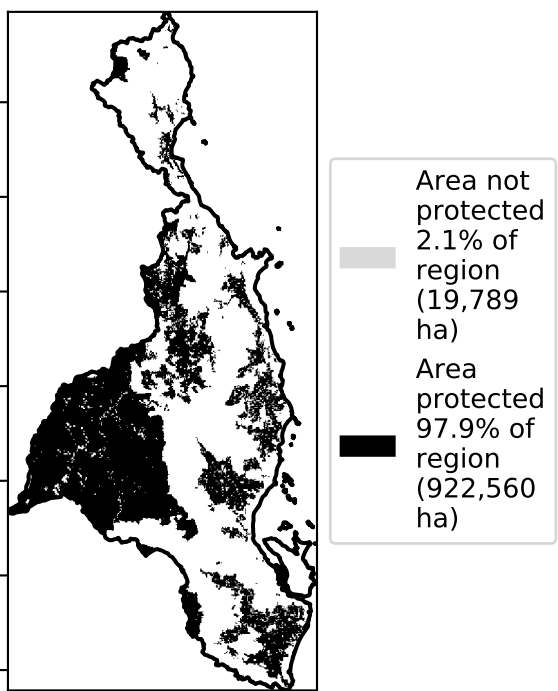 Area not
protected
2.1% of
region
(19,789
ha)
Area
protected
97.9% of
region
(922,560
ha)